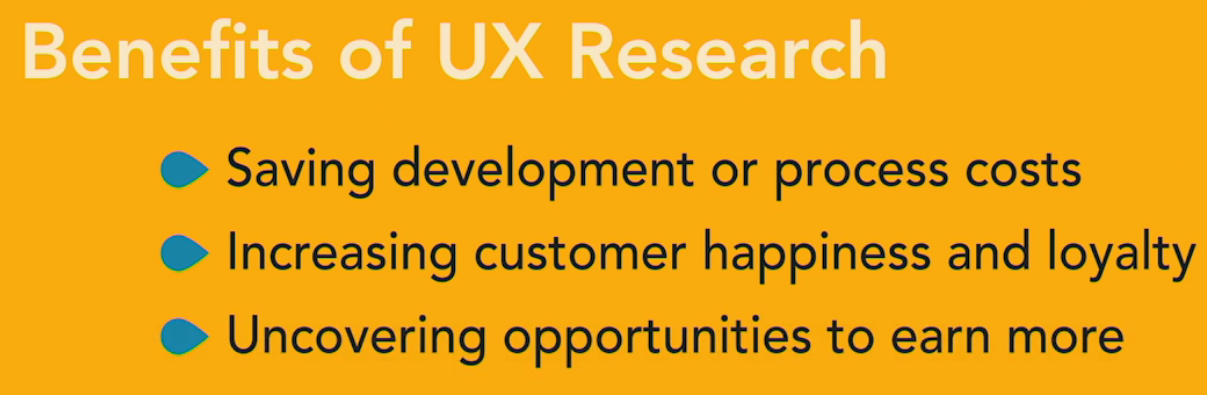 Benefits of UX Research
Saving development or process costs
Increasing customer happiness and loyalty
Uncovering opportunities to earn more